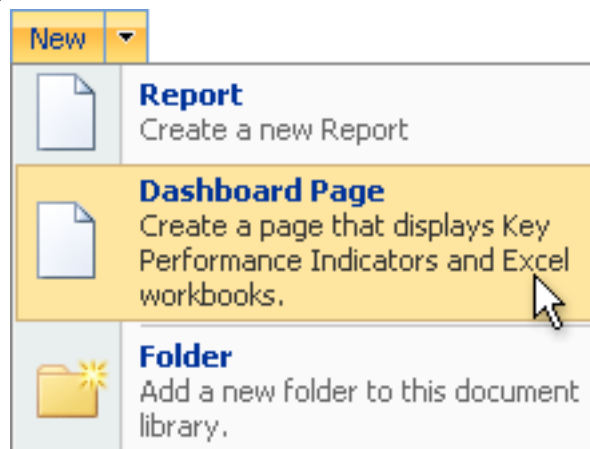 New
Report
Create a new Report
Dashboard Page
Create a page that displays Key
Performance Indicators and Excel
workbooks.
Folder
Add a new folder to this document
library.